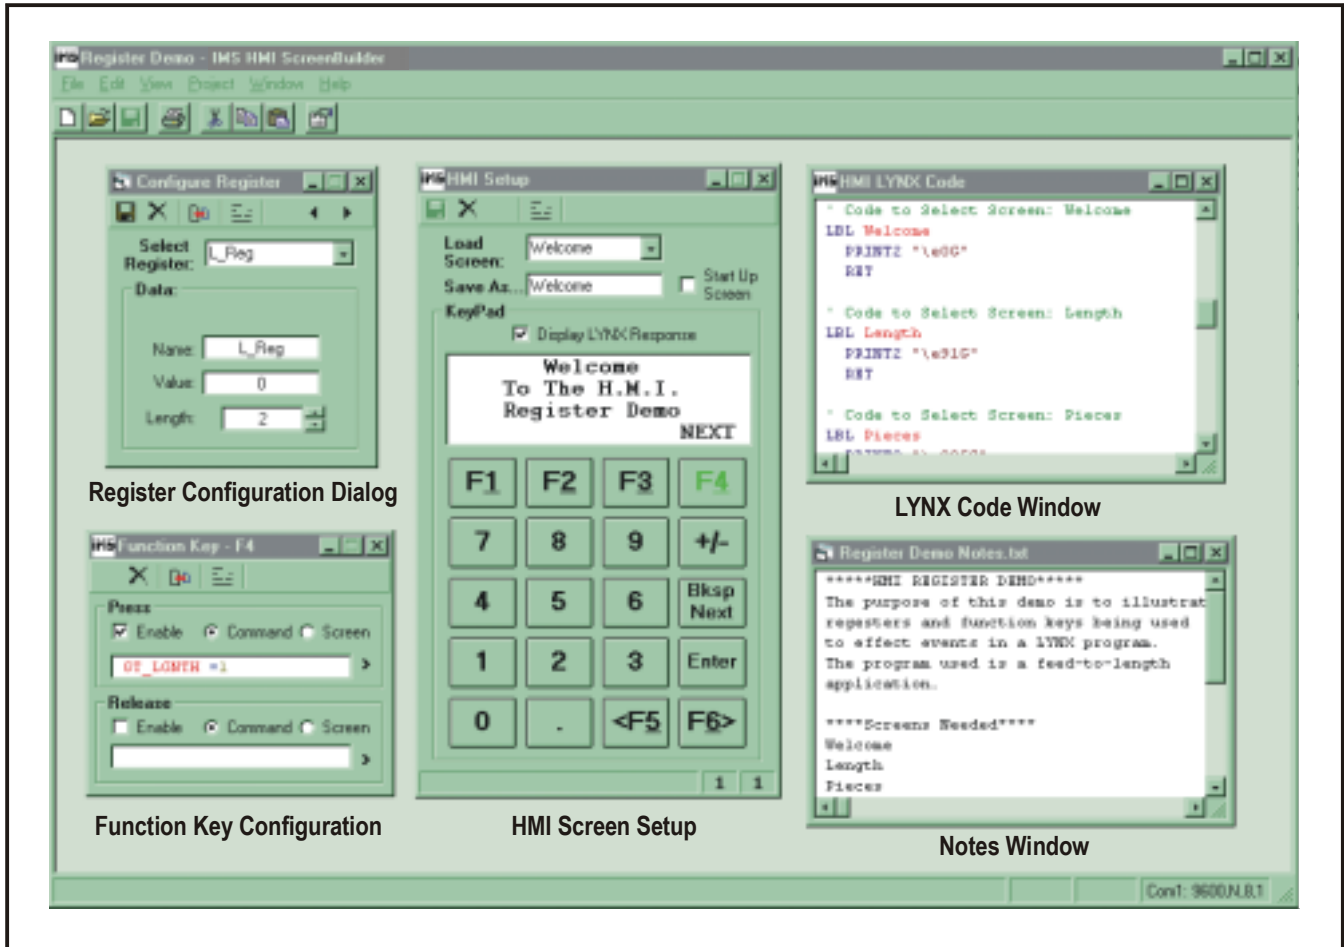 IMS Register Demo - IMS HMI ScreenBuilder
File Edit View Project Window Help
Configure Register
Select Register: L_Reg
Data:
Name: L_Reg
Value: 0
Length: 2
Register Configuration Dialog
IMS Function Key - F4
Press
Enable Command Screen
GT_LGNTH =1 >
Release
Enable Command Screen
>
Function Key Configuration
IMS HMI Setup
Load Screen: Welcome
Save As... Welcome
Start Up Screen
KeyPad
Display LYNX Response
Welcome
To The H.M.I.
Register Demo
NEXT
F1 F2 F3 F4
7 8 9 +/-
4 5 6 Bksp Next
1 2 3 Enter
0 . <F5 F6>
1 1
HMI Screen Setup
IMS HMI LYNX Code
' Code to Select Screen: Welcome
LBL Welcome
PRINT2 "\e0G"
RET
' Code to Select Screen: Length
LBL Length
PRINT2 "\e91G"
RET
' Code to Select Screen: Pieces
LBL Pieces
LYNX Code Window
Register Demo Notes.txt
*****HMI REGISTER DEMO*****
The purpose of this demo is to illustrat
regesters and function keys being used
to effect events in a LYNX program.
The program used is a feed-to-length
application.
****Screens Needed****
Welcome
Length
Pieces
Notes Window
Com1: 9600,N,8,1